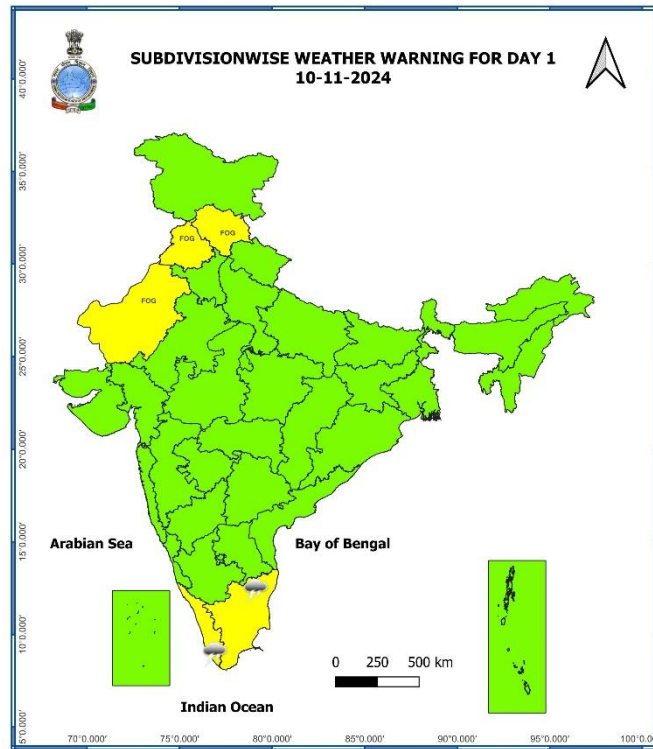 SUBDIVISIONWISE WEATHER WARNING FOR DAY 1
10-11-2024
40°0.000'
35°0.000'
30°0.000'
25°0.000'
20°0.000'
15°0.000'
10°0.000'
5°0.000'
FOG
FOG
FOG
Arabian Sea
Bay of Bengal
0 250 500 km
Indian Ocean
70°0.000' 75°0.000' 80°0.000' 85°0.000' 90°0.000' 95°0.000' 100°0.0